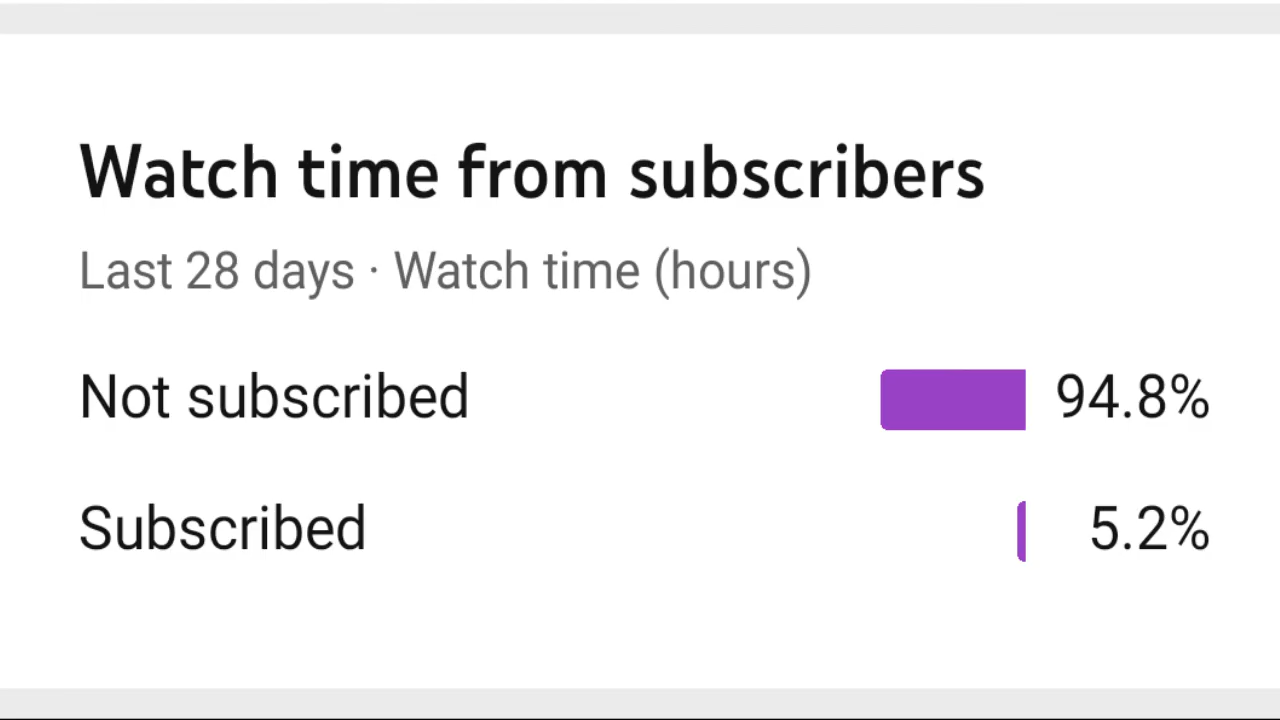 Watch time from subscribers
Last 28 days · Watch time (hours)
Not subscribed 94.8%
Subscribed 5.2%